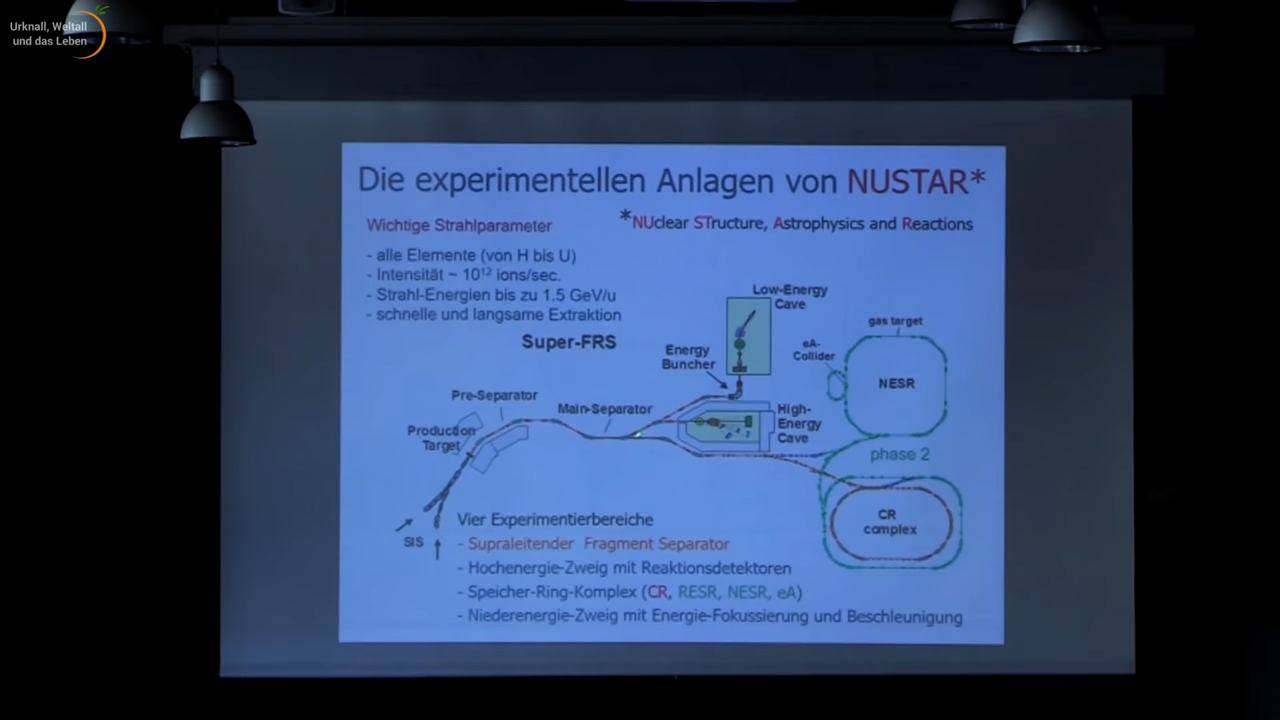 Urknall, Weltall
und das Leben
Die experimentellen Anlagen von NUSTAR*
*NUclear STructure, Astrophysics and Reactions
Wichtige Strahlparameter
- alle Elemente (von H bis U)
- Intensität ~ 10¹² ions/sec.
- Strahl-Energien bis zu 1.5 GeV/u
- schnelle und langsame Extraktion
Super-FRS
Low-Energy
Cave
gas target
eA-
Collider
NESR
Energy
Buncher
Pre-Separator
Main-Separator
High-
Energy
Cave
Production
Target
phase 2
CR
complex
SIS
Vier Experimentierbereiche
- Supraleitender Fragment Separator
- Hochenergie-Zweig mit Reaktionsdetektoren
- Speicher-Ring-Komplex (CR, RESR, NESR, eA)
- Niederenergie-Zweig mit Energie-Fokussierung und Beschleunigung